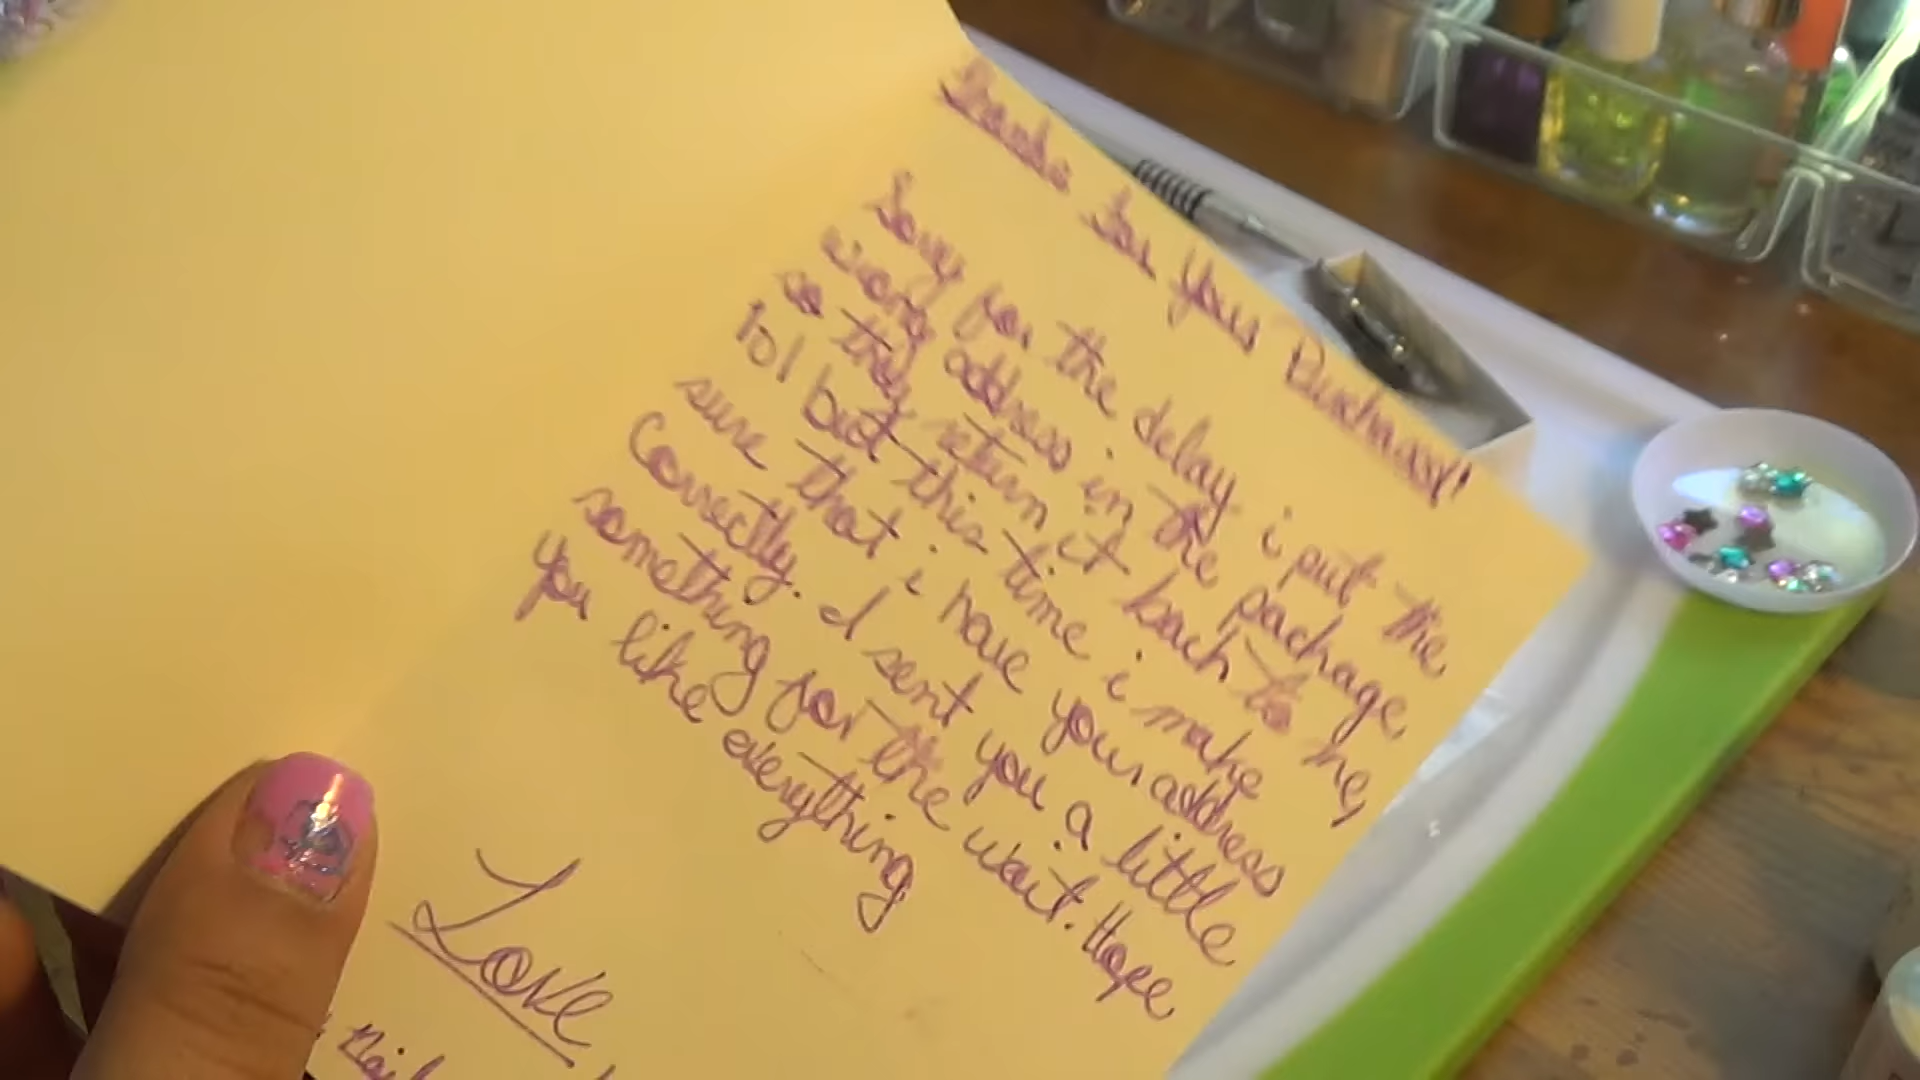 Thanks for your Purchase!
Sorry for the delay i put the
wrong address in the package
so they return it back to me,
lol but this time i make
sure that i have your address
Correctly. I sent you a little
something for the wait. Hope
you like everything
Love
Nail